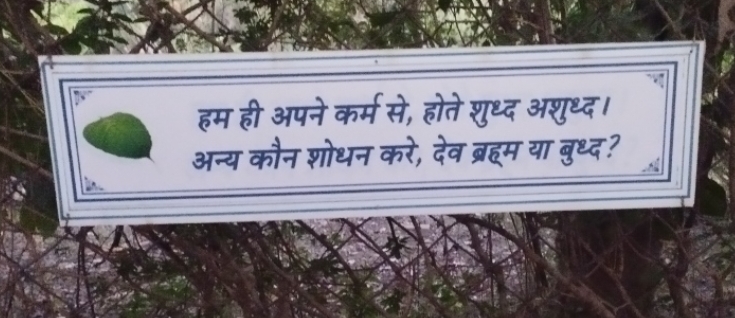 हम ही अपने कर्म से, होते शुध्द अशुध्द।
अन्य कौन शोधन करे, देव ब्रह्म या बुध्द?